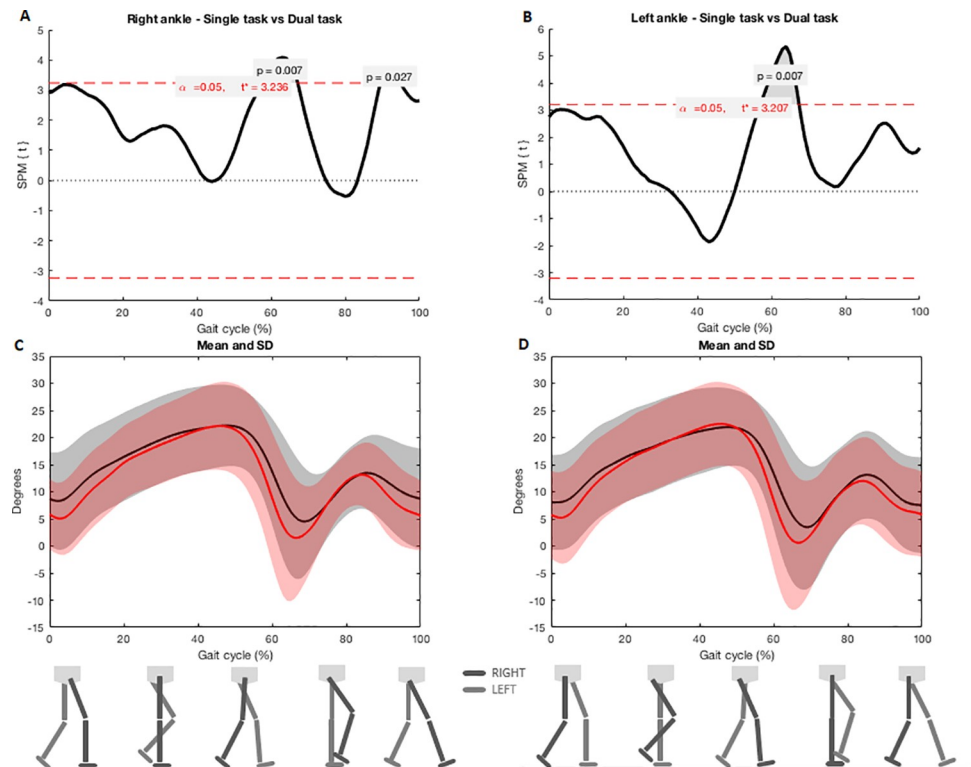 A
Right ankle - Single task vs Dual task
5
4
3
2
1
0
-1
-2
-3
-4
SPM { t }
p = 0.007
p = 0.027
α =0.05, t* = 3.236
0 20 40 60 80 100
Gait cycle (%)
B
Left ankle - Single task vs Dual task
6
5
4
3
2
1
0
-1
-2
-3
-4
SPM { t }
p = 0.007
α =0.05, t* = 3.207
0 20 40 60 80 100
Gait cycle (%)
C
Mean and SD
35
30
25
20
15
10
5
0
-5
-10
-15
Degrees
0 20 40 60 80 100
Gait cycle (%)
D
Mean and SD
35
30
25
20
15
10
5
0
-5
-10
-15
Degrees
0 20 40 60 80 100
Gait cycle (%)
RIGHT
LEFT